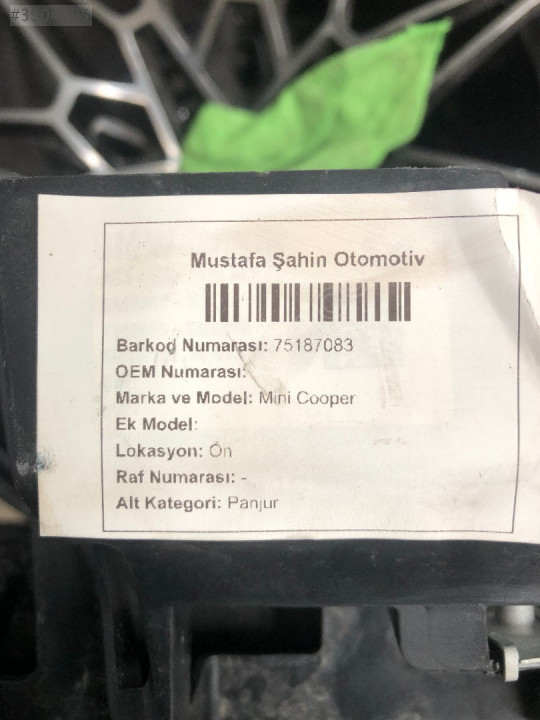 Mustafa Şahin Otomotiv
Barkod Numarası: 75187083
OEM Numarası:
Marka ve Model: Mini Cooper
Ek Model:
Lokasyon: Ön
Raf Numarası: -
Alt Kategori: Panjur